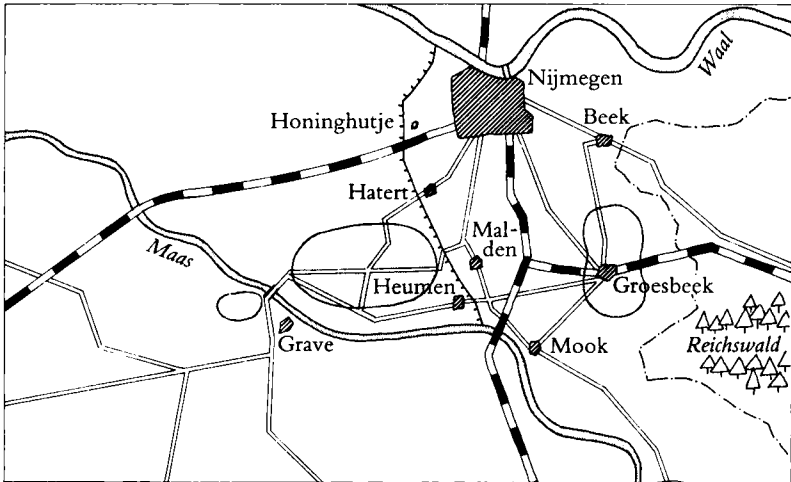 Waal
Nijmegen
Honinghutje
Beek
Hatert
Mal-
den
Maas
Heumen
Groesbeek
Grave
Mook
Reichswald